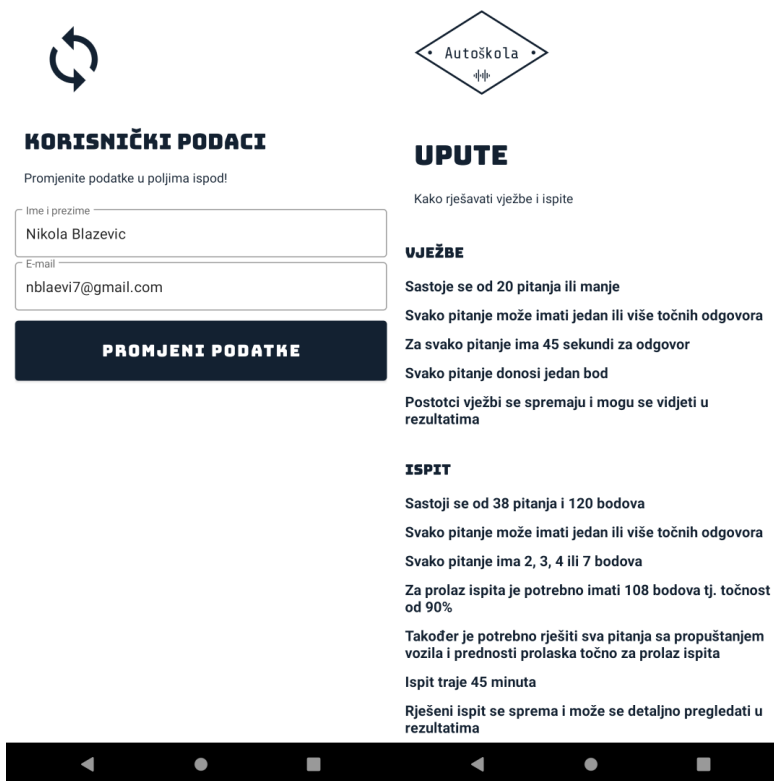 KORISNIČKI PODACI
Promjenite podatke u poljima ispod!
Ime i prezime
Nikola Blazevic
E-mail
nblaevi7@gmail.com
PROMJENI PODATKE
Autoškola
UPUTE
Kako rješavati vježbe i ispite
VJEŽBE
Sastoje se od 20 pitanja ili manje
Svako pitanje može imati jedan ili više točnih odgovora
Za svako pitanje ima 45 sekundi za odgovor
Svako pitanje donosi jedan bod
Postotci vježbi se spremaju i mogu se vidjeti u
rezultatima
ISPIT
Sastoji se od 38 pitanja i 120 bodova
Svako pitanje može imati jedan ili više točnih odgovora
Svako pitanje ima 2, 3, 4 ili 7 bodova
Za prolaz ispita je potrebno imati 108 bodova tj. točnost
od 90%
Također je potrebno rješiti sva pitanja sa propuštanjem
vozila i prednosti prolaska točno za prolaz ispita
Ispit traje 45 minuta
Rješeni ispit se sprema i može se detaljno pregledati u
rezultatima